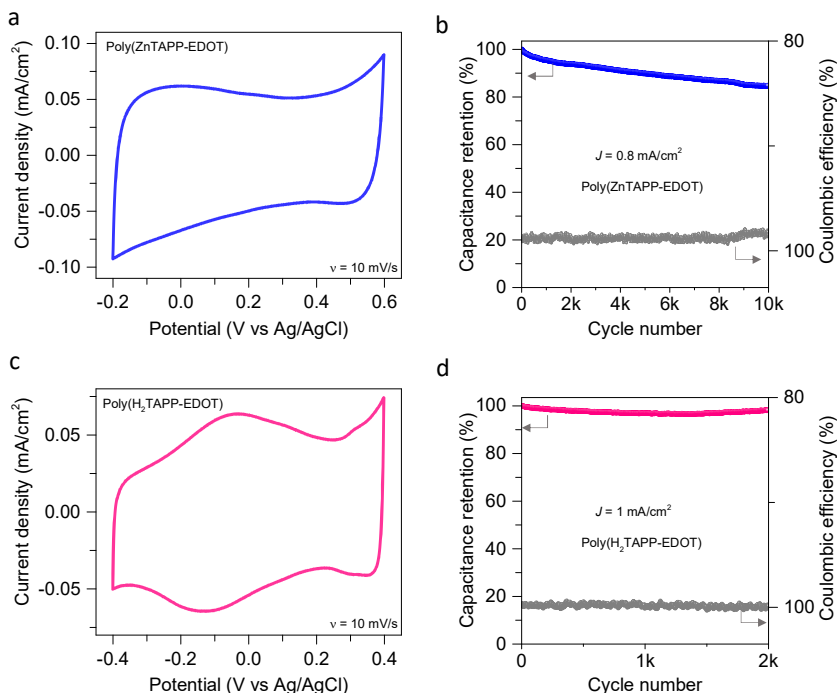 a
Poly(ZnTAPP-EDOT)
0.10
0.05
0.00
-0.05
-0.10
Current density (mA/cm²)
-0.2
0.0
0.2
0.4
0.6
Potential (V vs Ag/AgCl)
ν = 10 mV/s
b
100
80
60
40
20
0
Capacitance retention (%)
J = 0.8 mA/cm²
Poly(ZnTAPP-EDOT)
80
100
Coulombic efficiency (%)
0
2k
4k
6k
8k
10k
Cycle number
c
Poly(H₂TAPP-EDOT)
0.05
0.00
-0.05
Current density (mA/cm²)
-0.4
-0.2
0.0
0.2
0.4
Potential (V vs Ag/AgCl)
ν = 10 mV/s
d
100
80
60
40
20
0
Capacitance retention (%)
J = 1 mA/cm²
Poly(H₂TAPP-EDOT)
80
100
Coulombic efficiency (%)
0
1k
2k
Cycle number